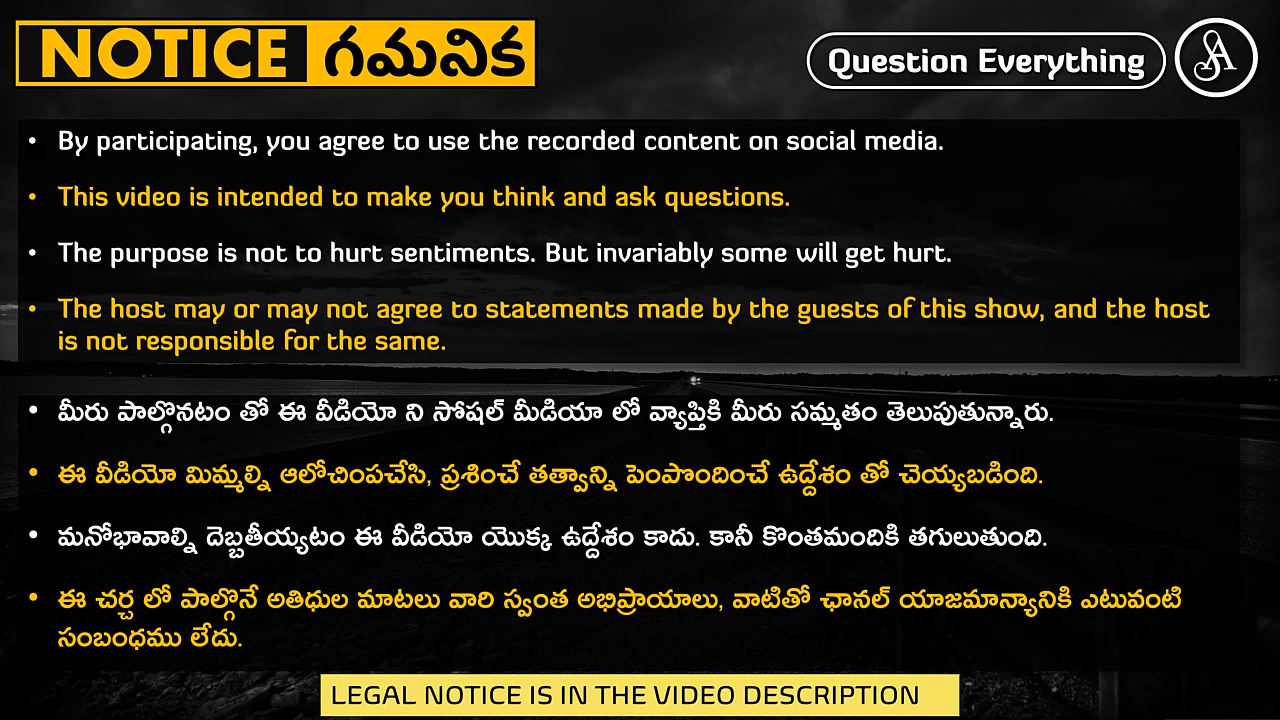 NOTICE గమనిక
Question Everything
• By participating, you agree to use the recorded content on social media.
• This video is intended to make you think and ask questions.
• The purpose is not to hurt sentiments. But invariably some will get hurt.
• The host may or may not agree to statements made by the guests of this show, and the host
is not responsible for the same.
• మీరు పాల్గొనటం తో ఈ వీడియో ని సోషల్ మీడియా లో వ్యాప్తికి మీరు సమ్మతం తెలుపుతున్నారు.
• ఈ వీడియో మిమ్మల్ని ఆలోచింపచేసి, ప్రశించే తత్వాన్ని పెంపొందించే ఉద్దేశం తో చెయ్యబడింది.
• మనోభావాల్ని దెబ్బతీయ్యటం ఈ వీడియో యొక్క ఉద్దేశం కాదు. కానీ కొంతమందికి తగులుతుంది.
• ఈ చర్చ లో పాల్గొనే అతిధుల మాటలు వారి స్వంత అభిప్రాయాలు, వాటితో ఛానల్ యాజమాన్యానికి ఎటువంటి
సంబంధము లేదు.
LEGAL NOTICE IS IN THE VIDEO DESCRIPTION